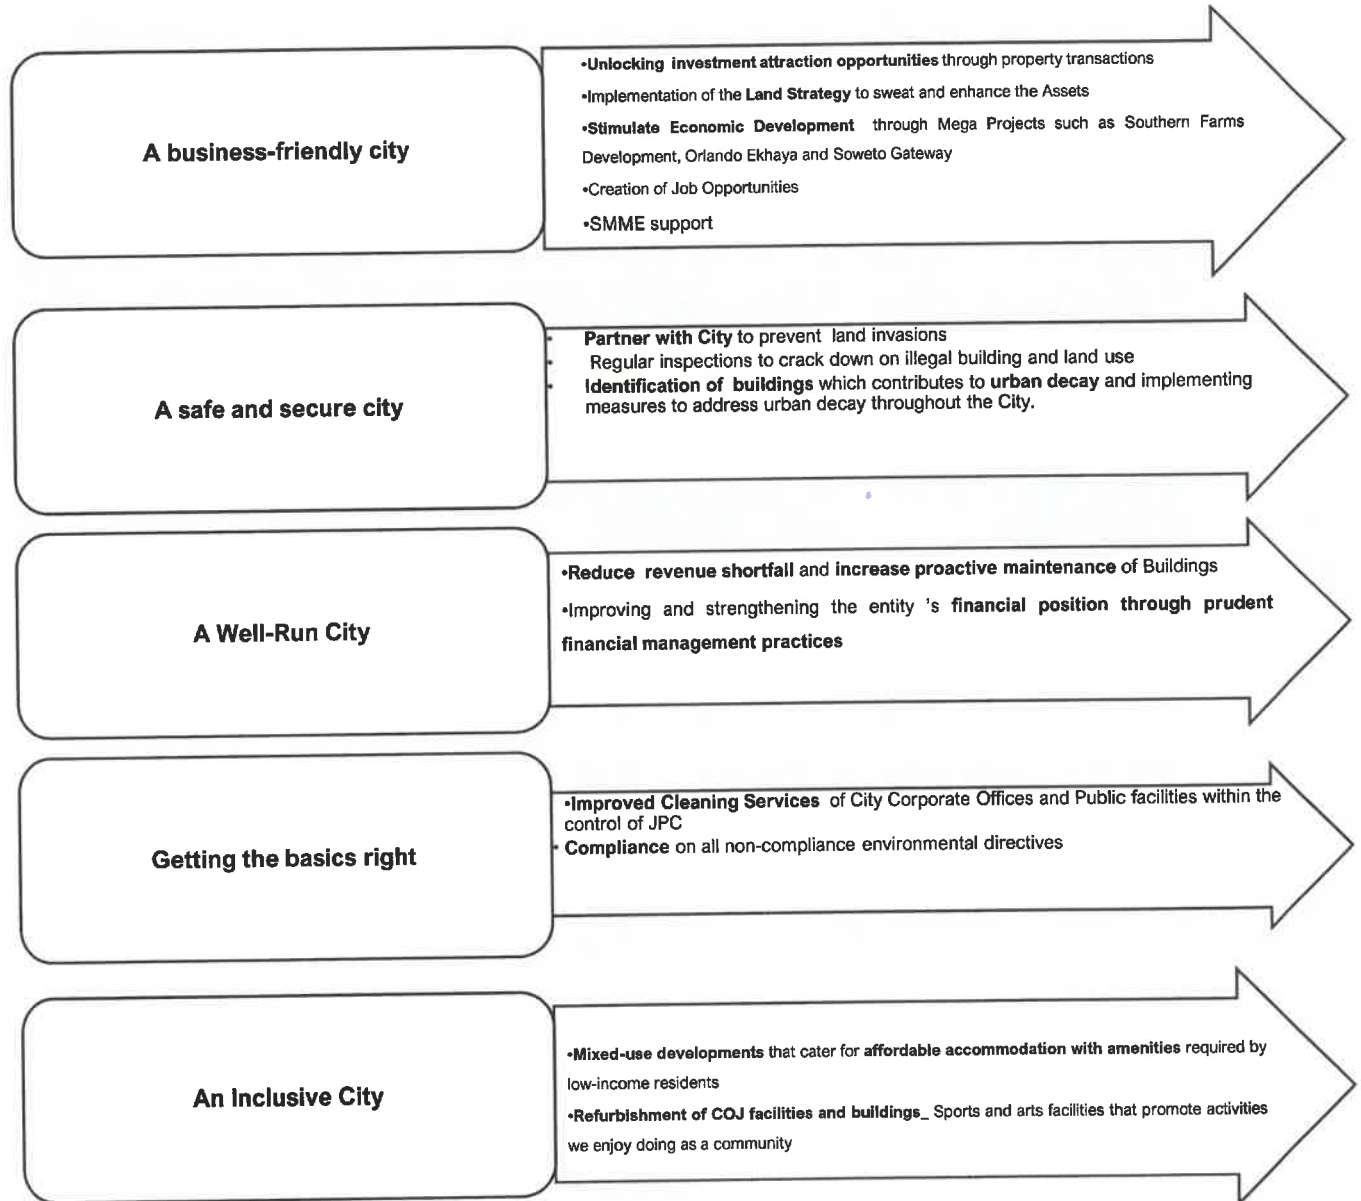 A business-friendly city
•Unlocking investment attraction opportunities through property transactions
•Implementation of the Land Strategy to sweat and enhance the Assets
•Stimulate Economic Development through Mega Projects such as Southern Farms
Development, Orlando Ekhaya and Soweto Gateway
•Creation of Job Opportunities
•SMME support
A safe and secure city
• Partner with City to prevent land invasions
• Regular inspections to crack down on illegal building and land use
• Identification of buildings which contributes to urban decay and implementing
measures to address urban decay throughout the City.
A Well-Run City
•Reduce revenue shortfall and increase proactive maintenance of Buildings
•Improving and strengthening the entity 's financial position through prudent
financial management practices
Getting the basics right
•Improved Cleaning Services of City Corporate Offices and Public facilities within the
control of JPC
• Compliance on all non-compliance environmental directives
An Inclusive City
•Mixed-use developments that cater for affordable accommodation with amenities required by
low-income residents
•Refurbishment of COJ facilities and buildings_ Sports and arts facilities that promote activities
we enjoy doing as a community